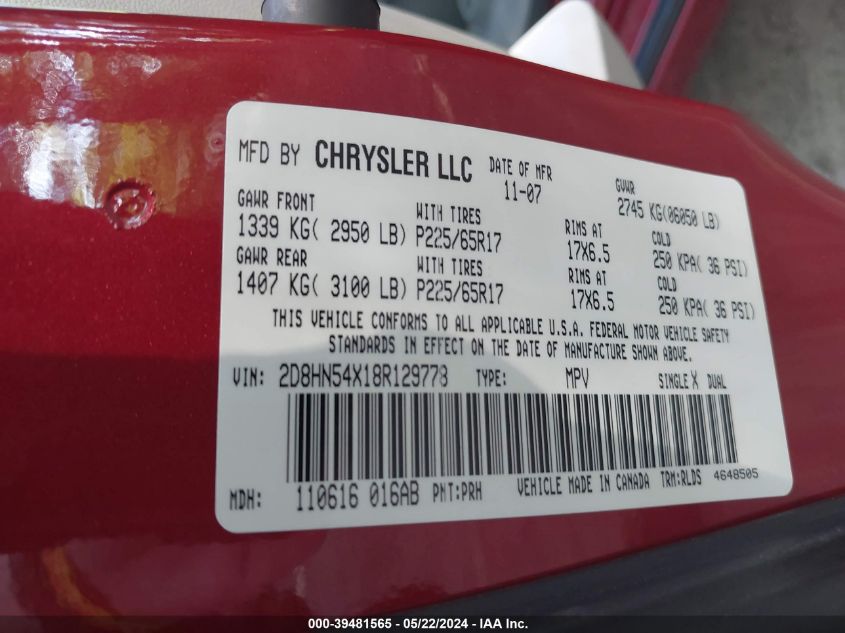 MFD BY CHRYSLER LLC DATE OF MFR 11-07 GVWR 2745 KG(06050 LB)
GAWR FRONT WITH TIRES RIMS AT COLD
1339 KG( 2950 LB) P225/65R17 17X6.5 250 KPA( 36 PSI)
GAWR REAR WITH TIRES RIMS AT COLD
1407 KG( 3100 LB) P225/65R17 17X6.5 250 KPA( 36 PSI)
THIS VEHICLE CONFORMS TO ALL APPLICABLE U.S.A. FEDERAL MOTOR VEHICLE SAFETY
STANDARDS IN EFFECT ON THE DATE OF MANUFACTURE SHOWN ABOVE.
VIN: 2D8HN54X18R129778 TYPE: MPV SINGLE X DUAL
MDH: 110616 016AB PNT:PRH VEHICLE MADE IN CANADA TRM:RLDS 4648505
000-39481565 - 05/22/2024 - IAA Inc.